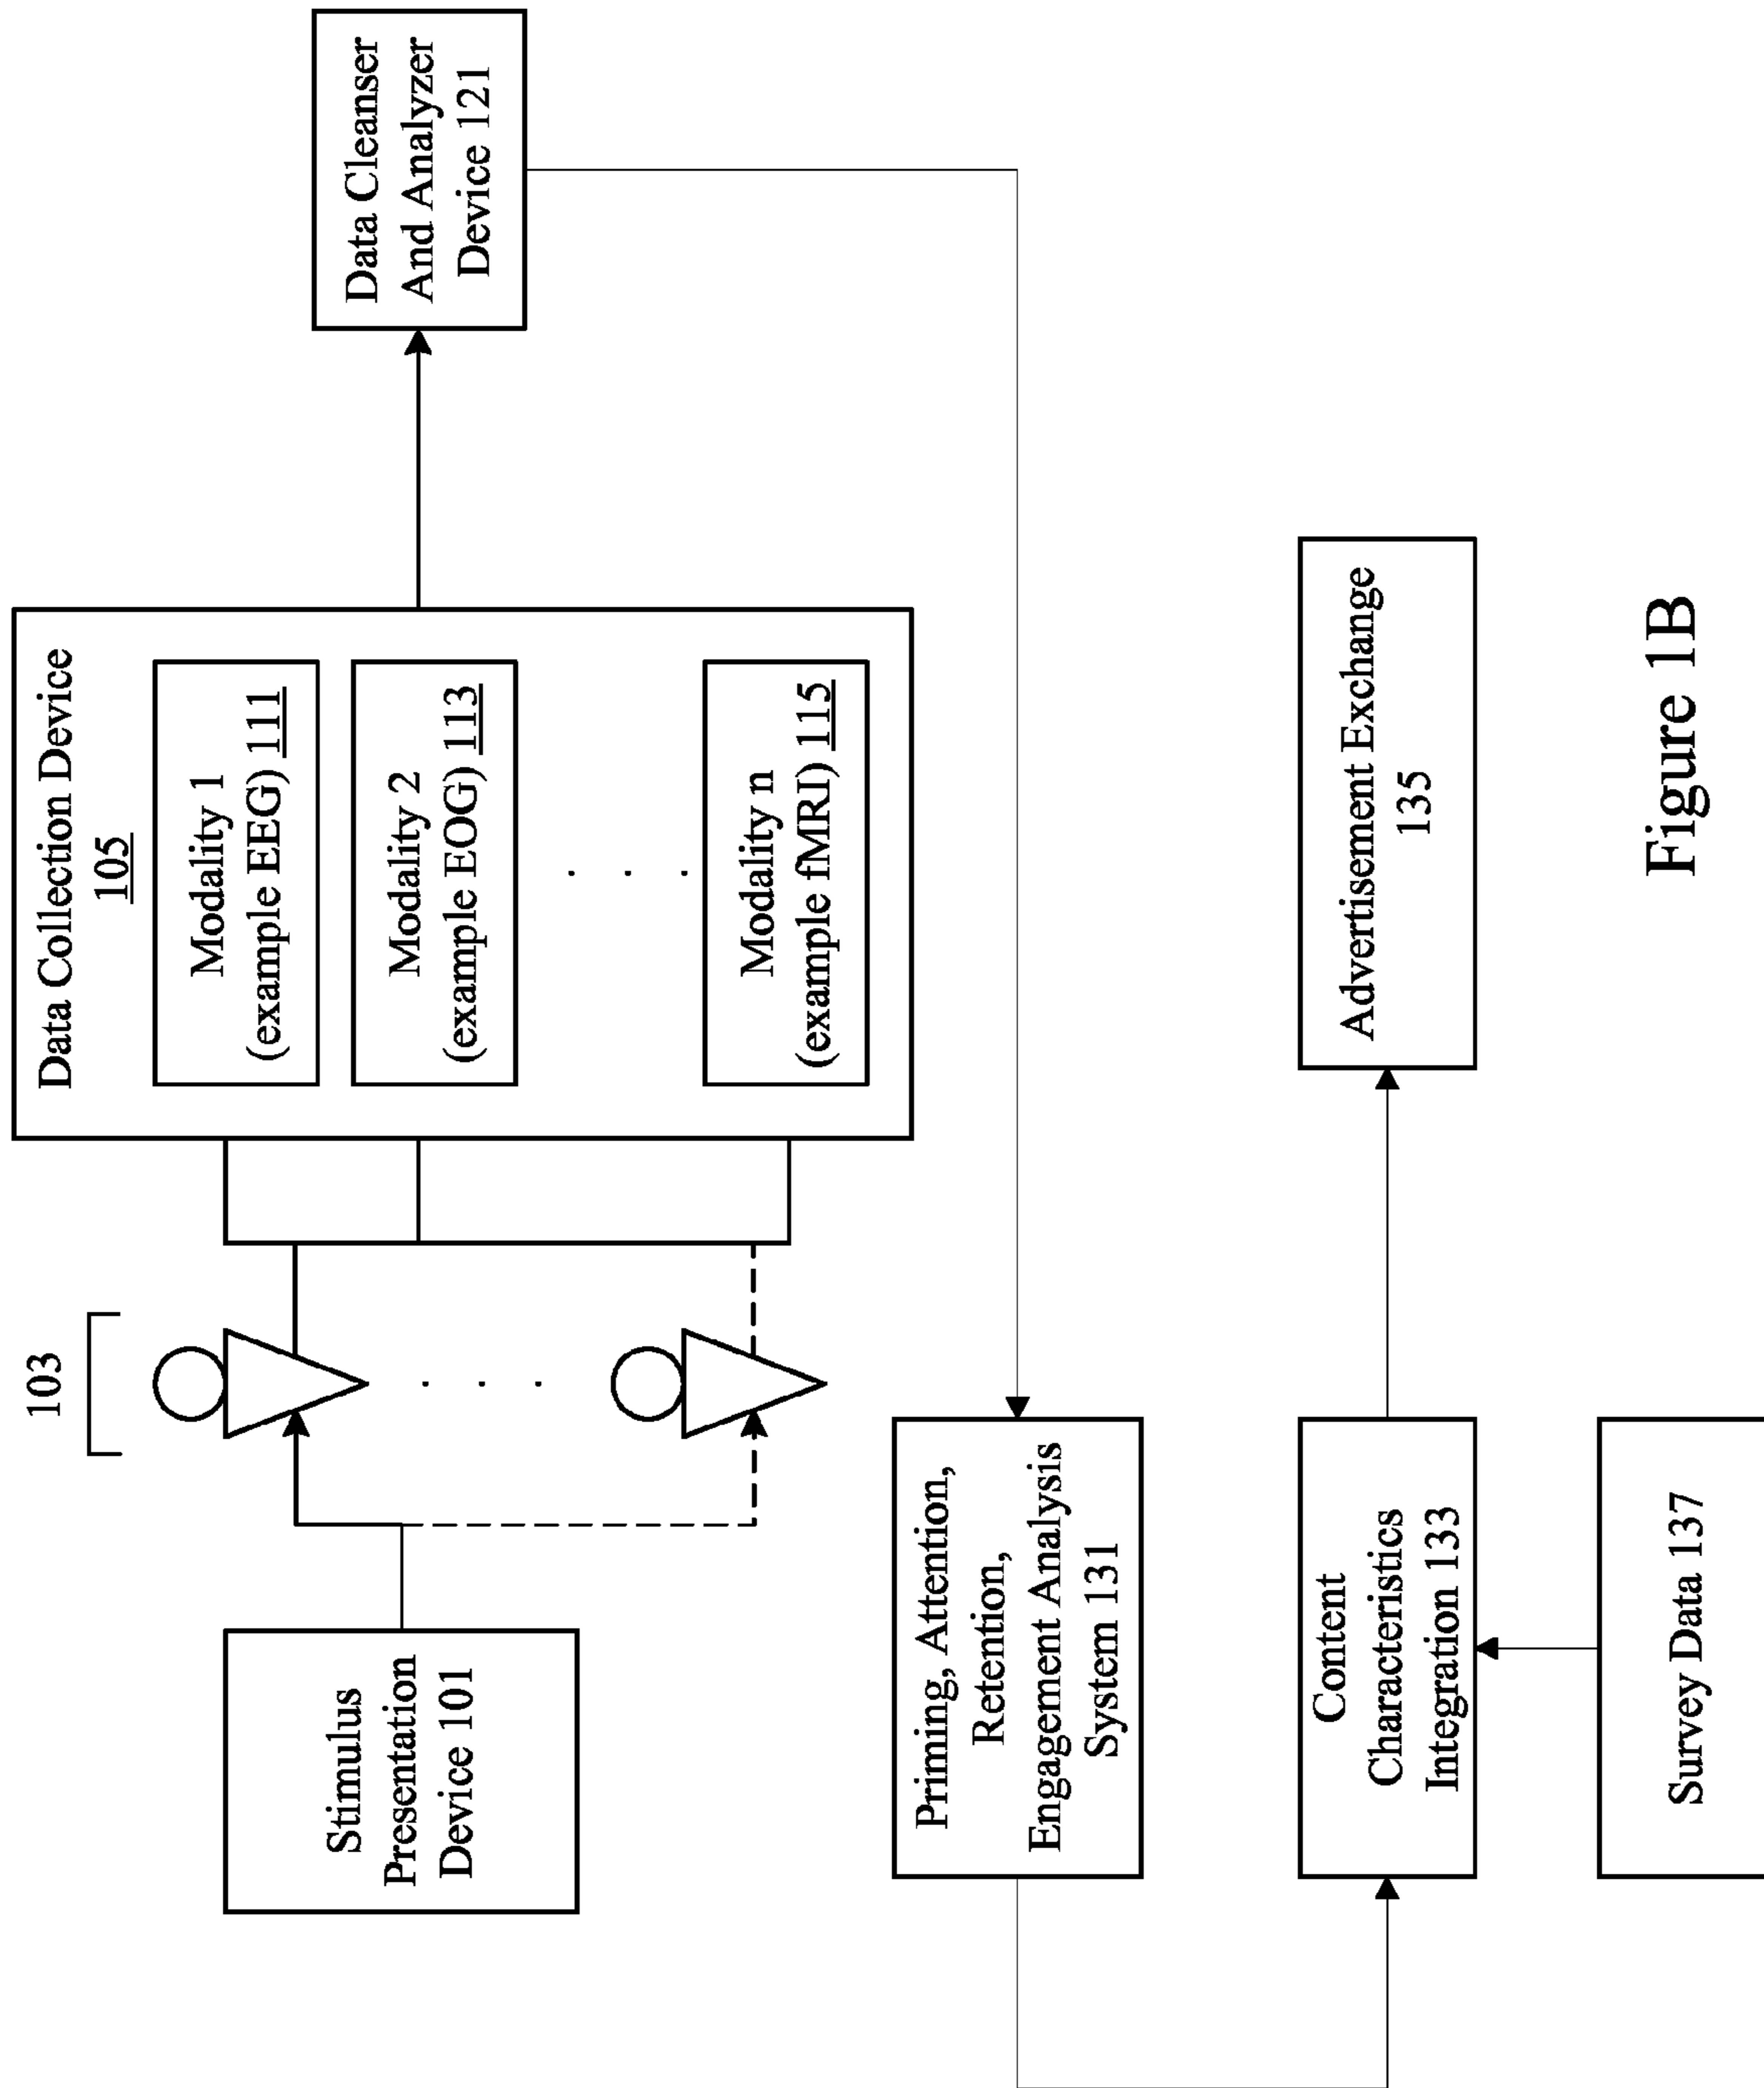 103
Stimulus
Presentation
Device 101
Data Collection Device
105
Modality 1
(example EEG) 111
Modality 2
(example EOG) 113
. . .
Modality n
(example fMRI) 115
Data Cleanser
And Analyzer
Device 121
Priming, Attention,
Retention,
Engagement Analysis
System 131
Content
Characteristics
Integration 133
Advertisement Exchange
135
Survey Data 137
Figure 1B